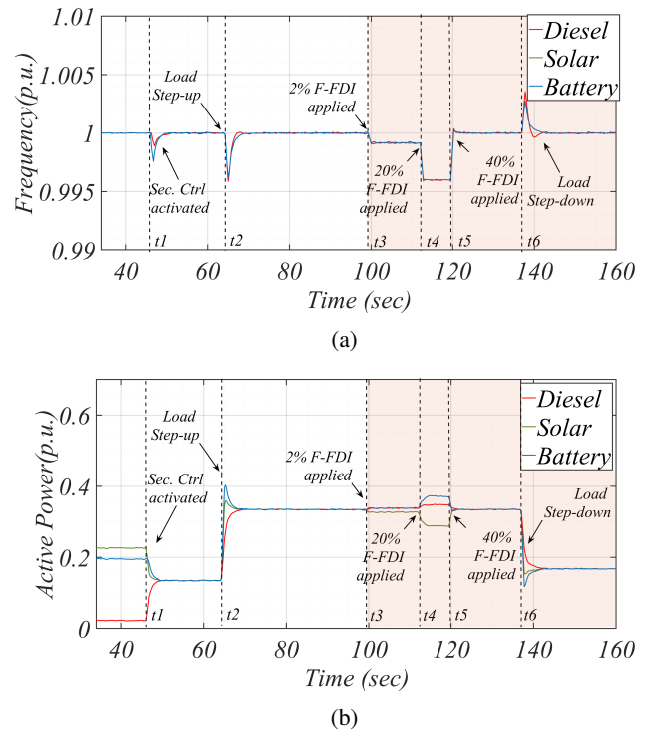 1.01
1.005
1
0.995
0.99
Frequency(p.u.)
Diesel
Solar
Battery
Load
Step-up
2% F-FDI
applied
Sec. Ctrl
activated
20%
F-FDI
applied
40%
F-FDI
applied
Load
Step-down
t1
t2
t3
t4
t5
t6
40
60
80
100
120
140
160
Time (sec)
(a)
0.6
0.4
0.2
0
Active Power(p.u.)
Diesel
Solar
Battery
Load
Step-up
Sec. Ctrl
activated
2% F-FDI
applied
20%
F-FDI
applied
40%
F-FDI
applied
Load
Step-down
t1
t2
t3
t4
t5
t6
40
60
80
100
120
140
160
Time (sec)
(b)